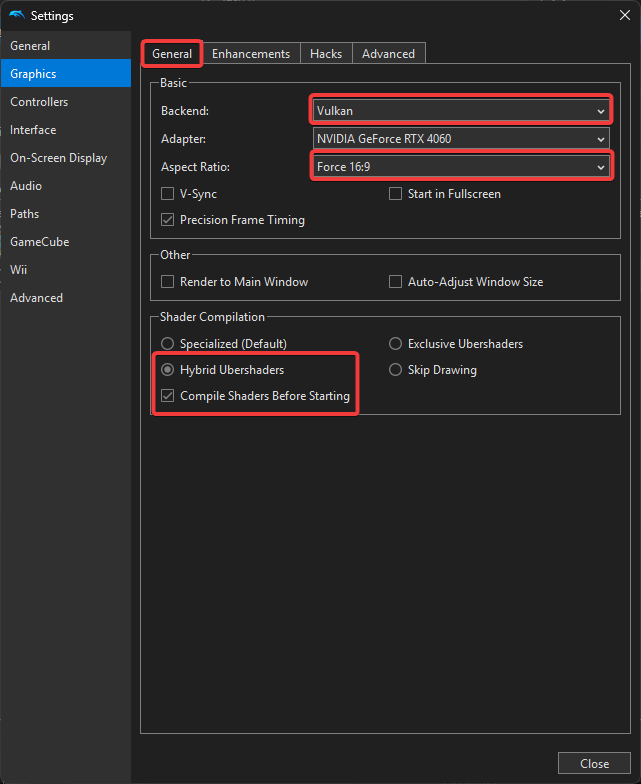 Settings
General
Graphics
Controllers
Interface
On-Screen Display
Audio
Paths
GameCube
Wii
Advanced
General Enhancements Hacks Advanced
Basic
Backend: Vulkan
Adapter: NVIDIA GeForce RTX 4060
Aspect Ratio: Force 16:9
V-Sync Start in Fullscreen
Precision Frame Timing
Other
Render to Main Window Auto-Adjust Window Size
Shader Compilation
Specialized (Default) Exclusive Ubershaders
Hybrid Ubershaders Skip Drawing
Compile Shaders Before Starting
Close